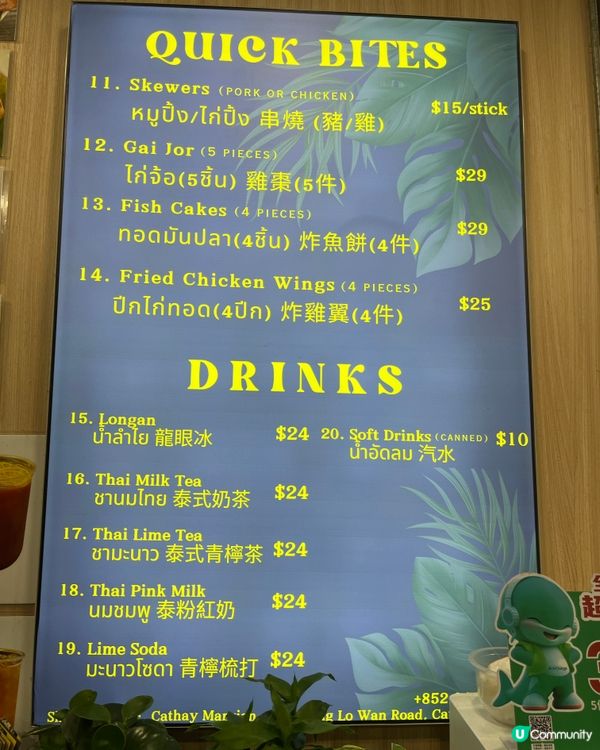 QUICK BITES
11. Skewers (PORK OR CHICKEN)
หมูปิ้ง/ไก่ปิ้ง 串燒 (豬/雞)
$15/stick
12. Gai Jor (5 PIECES)
ไก่จ้อ(5ชิ้น) 雞棗(5件)
$29
13. Fish Cakes (4 PIECES)
ทอดมันปลา(4ชิ้น) 炸魚餅(4件)
$29
14. Fried Chicken Wings (4 PIECES)
ปีกไก่ทอด(4ปีก) 炸雞翼(4件)
$25
DRINKS
15. Longan
น้ำลำไย 龍眼冰
$24
20. Soft Drinks (CANNED) $10
น้ำอัดลม 汽水
16. Thai Milk Tea
ชานมไทย 泰式奶茶
$24
17. Thai Lime Tea
ชามะนาว 泰式青檸茶
$24
18. Thai Pink Milk
นมชมพู 泰粉紅奶
$24
19. Lime Soda
มะนาวโซดา 青檸梳打
$24
+852
Cathay Lo Wan Road,
超
U Community